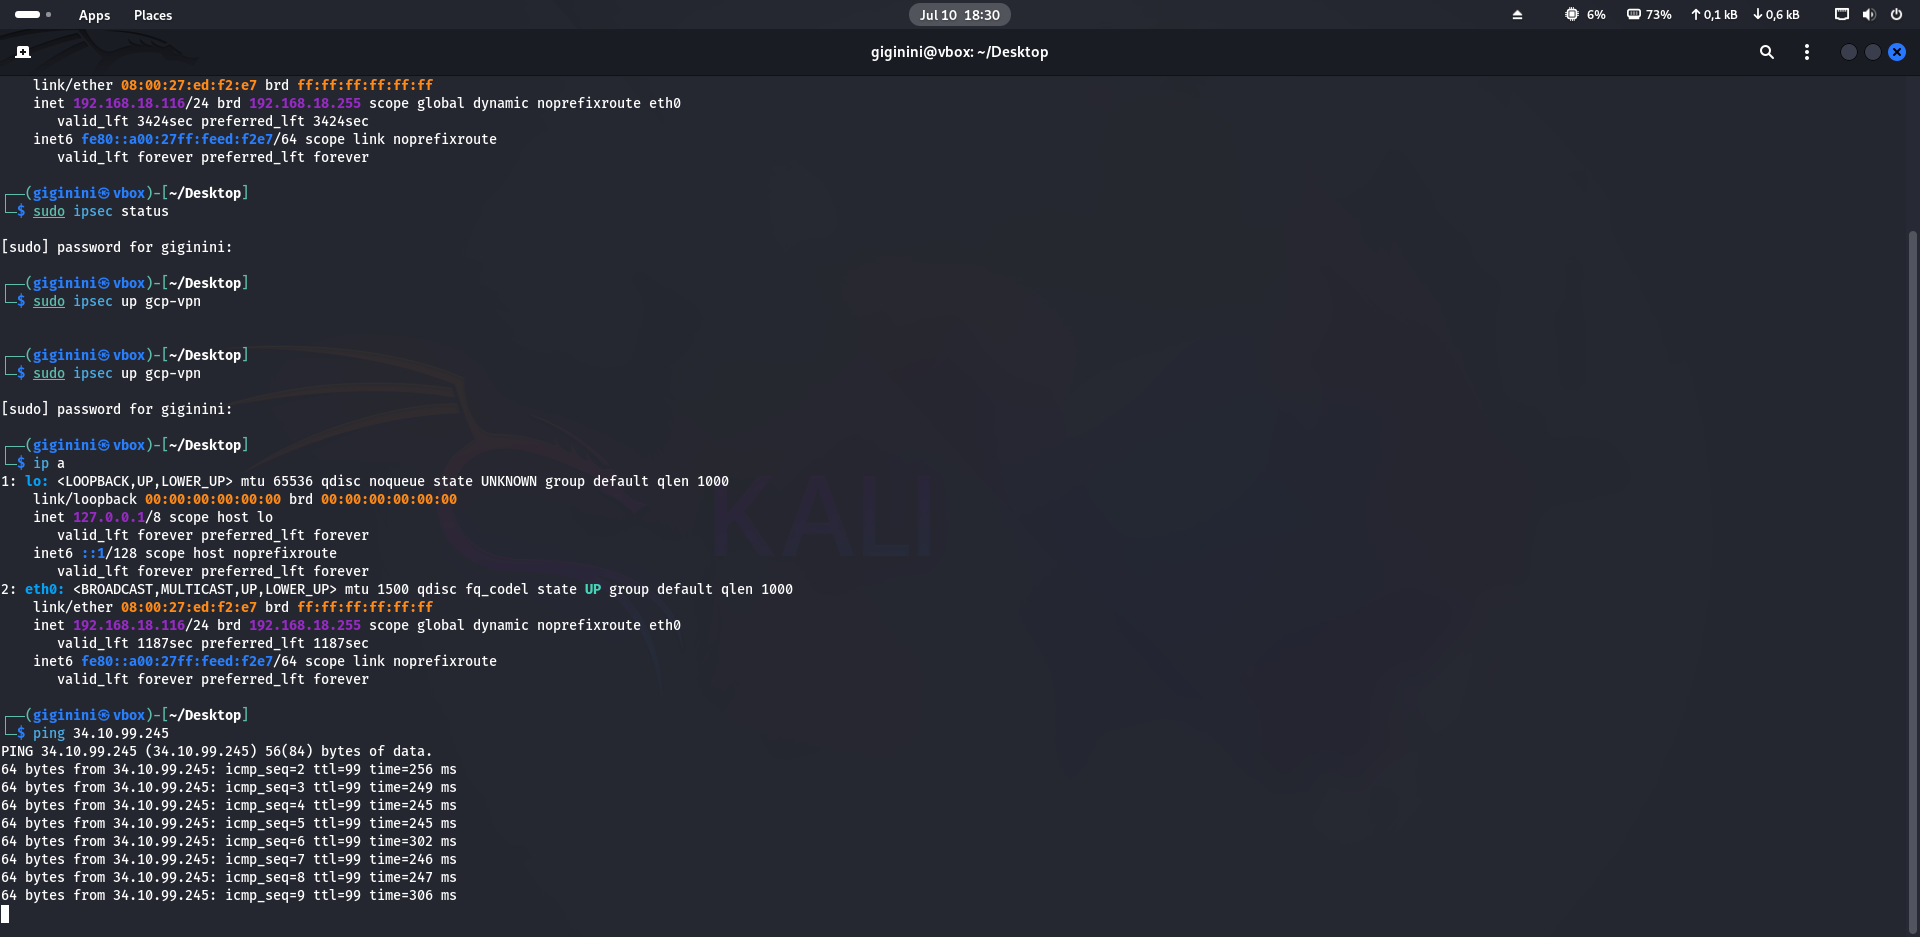 Apps Places Jul 10 18:30 6% 73% 0,1 kB 0,6 kB
giginini@vbox: ~/Desktop
link/ether 08:00:27:ed:f2:e7 brd ff:ff:ff:ff:ff:ff
inet 192.168.18.116/24 brd 192.168.18.255 scope global dynamic noprefixroute eth0
valid_lft 3424sec preferred_lft 3424sec
inet6 fe80::a00:27ff:feed:f2e7/64 scope link noprefixroute
valid_lft forever preferred_lft forever
┌──(giginini㉿vbox)-[~/Desktop]
└─$ sudo ipsec status
[sudo] password for giginini:
┌──(giginini㉿vbox)-[~/Desktop]
└─$ sudo ipsec up gcp-vpn
┌──(giginini㉿vbox)-[~/Desktop]
└─$ sudo ipsec up gcp-vpn
[sudo] password for giginini:
┌──(giginini㉿vbox)-[~/Desktop]
└─$ ip a
1: lo: <LOOPBACK,UP,LOWER_UP> mtu 65536 qdisc noqueue state UNKNOWN group default qlen 1000
link/loopback 00:00:00:00:00:00 brd 00:00:00:00:00:00
inet 127.0.0.1/8 scope host lo
valid_lft forever preferred_lft forever
inet6 ::1/128 scope host noprefixroute
valid_lft forever preferred_lft forever
2: eth0: <BROADCAST,MULTICAST,UP,LOWER_UP> mtu 1500 qdisc fq_codel state UP group default qlen 1000
link/ether 08:00:27:ed:f2:e7 brd ff:ff:ff:ff:ff:ff
inet 192.168.18.116/24 brd 192.168.18.255 scope global dynamic noprefixroute eth0
valid_lft 1187sec preferred_lft 1187sec
inet6 fe80::a00:27ff:feed:f2e7/64 scope link noprefixroute
valid_lft forever preferred_lft forever
┌──(giginini㉿vbox)-[~/Desktop]
└─$ ping 34.10.99.245
PING 34.10.99.245 (34.10.99.245) 56(84) bytes of data.
64 bytes from 34.10.99.245: icmp_seq=2 ttl=99 time=256 ms
64 bytes from 34.10.99.245: icmp_seq=3 ttl=99 time=249 ms
64 bytes from 34.10.99.245: icmp_seq=4 ttl=99 time=245 ms
64 bytes from 34.10.99.245: icmp_seq=5 ttl=99 time=245 ms
64 bytes from 34.10.99.245: icmp_seq=6 ttl=99 time=302 ms
64 bytes from 34.10.99.245: icmp_seq=7 ttl=99 time=246 ms
64 bytes from 34.10.99.245: icmp_seq=8 ttl=99 time=247 ms
64 bytes from 34.10.99.245: icmp_seq=9 ttl=99 time=306 ms
KALI